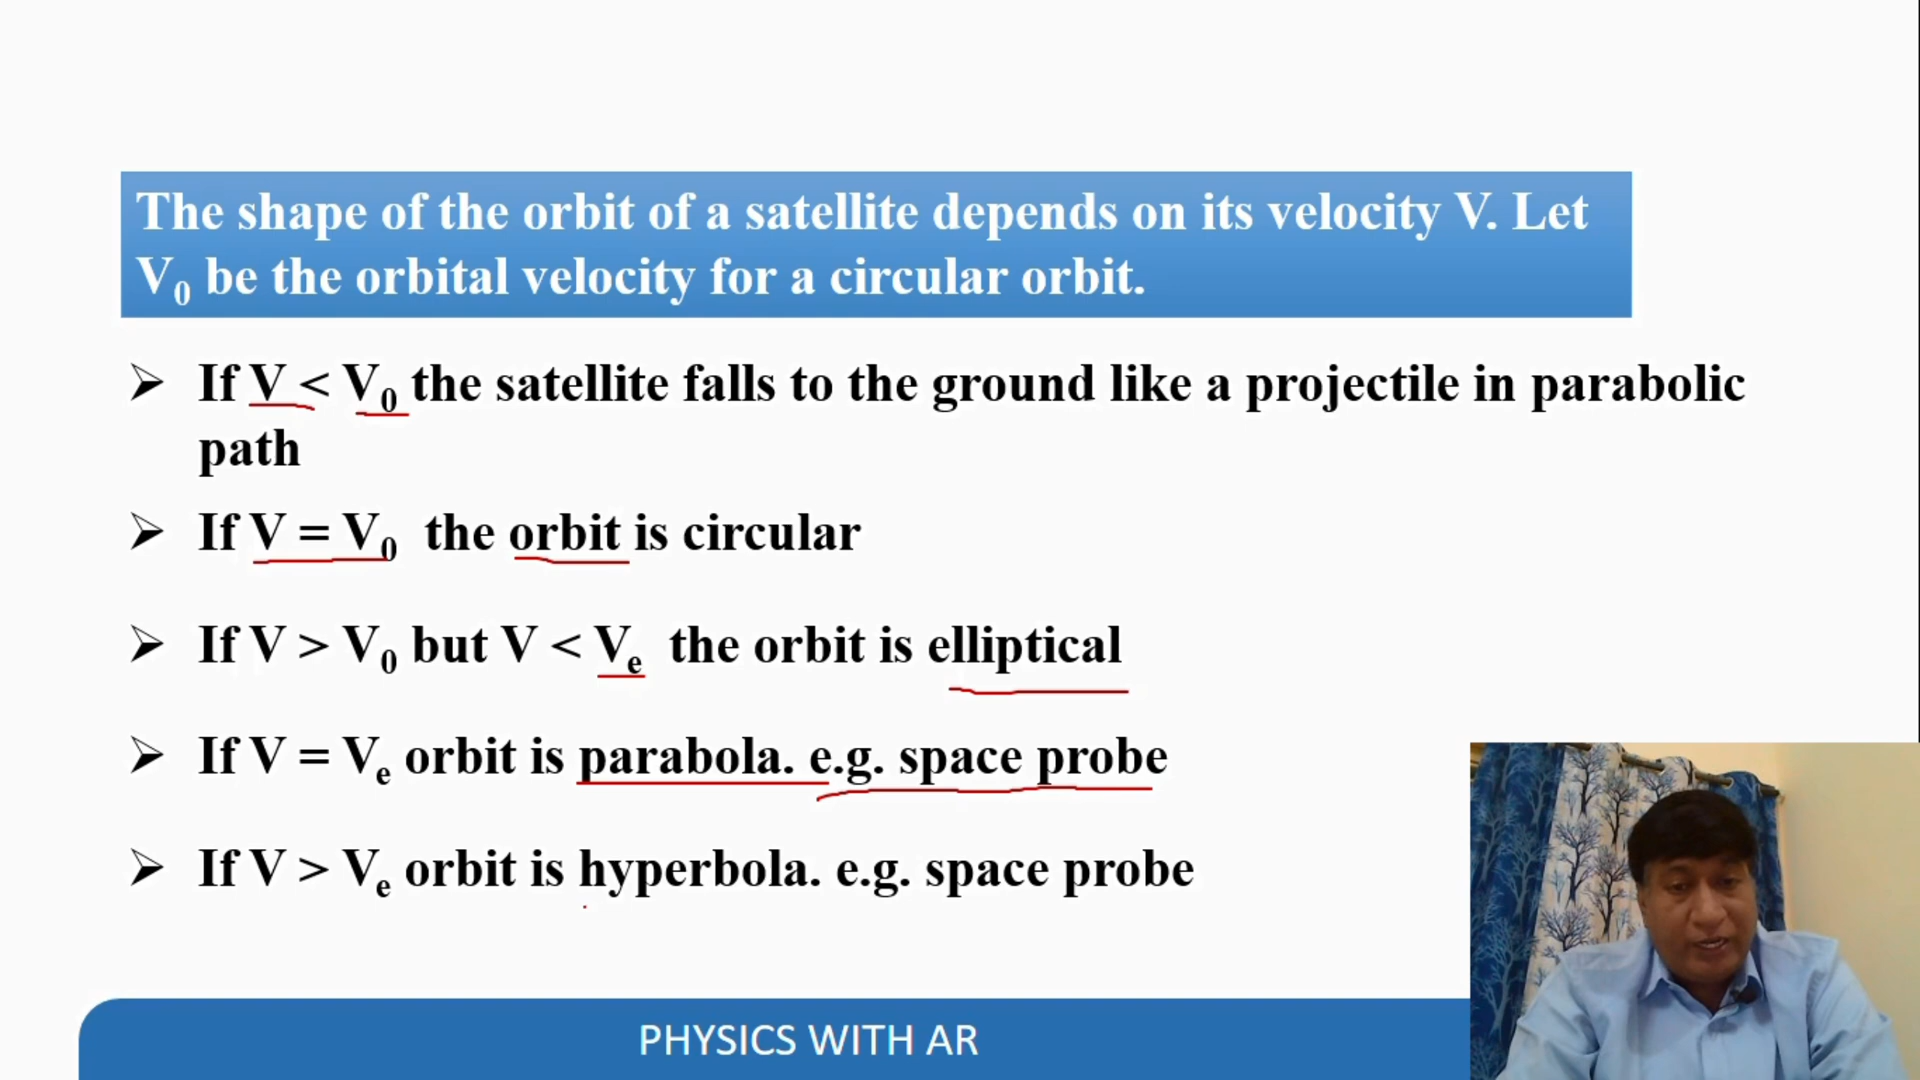 The shape of the orbit of a satellite depends on its velocity V. Let
V₀ be the orbital velocity for a circular orbit.
➢ If V < V₀ the satellite falls to the ground like a projectile in parabolic
path
➢ If V = V₀ the orbit is circular
➢ If V > V₀ but V < Vₑ the orbit is elliptical
➢ If V = Vₑ orbit is parabola. e.g. space probe
➢ If V > Vₑ orbit is hyperbola. e.g. space probe
PHYSICS WITH AR